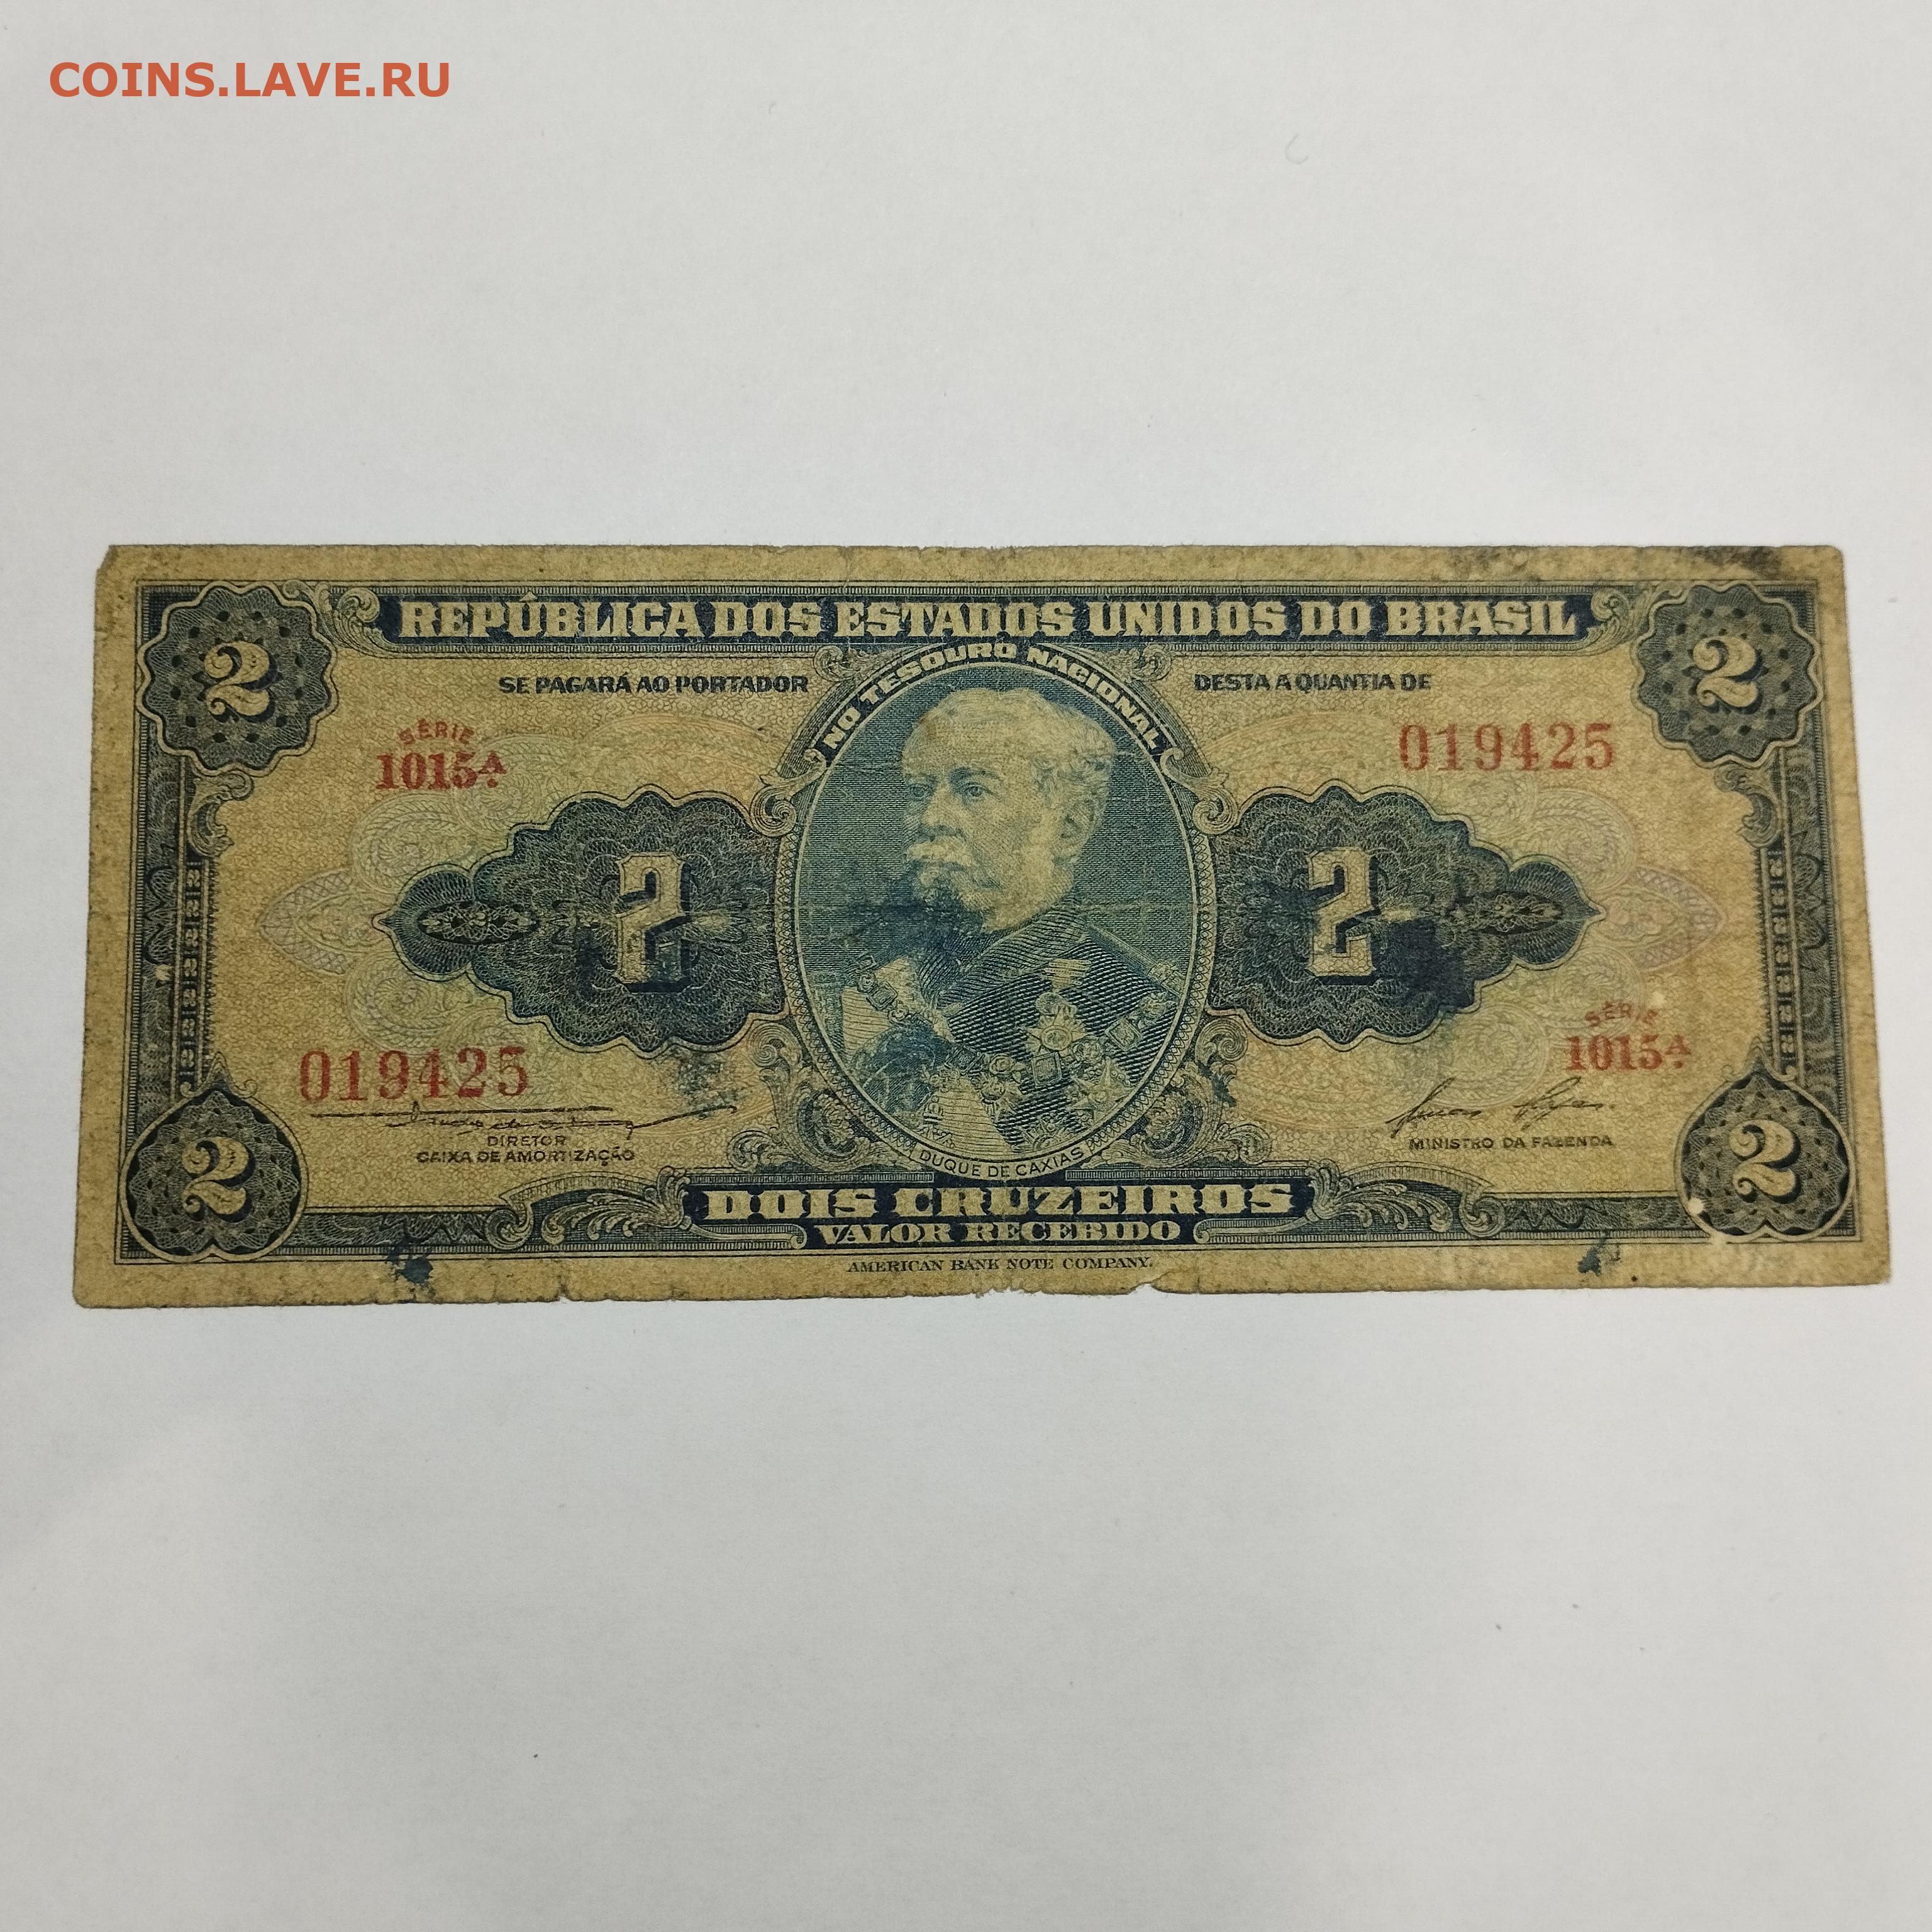 COINS.LAVE.RU
2 REPÚBLICA DOS ESTADOS UNIDOS DO BRASIL 2
SE PAGARÁ AO PORTADOR
NO TESOURO NACIONAL
DESTA A QUANTIA DE
SÉRIE
1015ª
019425
2
2
019425
SÉRIE
1015ª
DIRETOR
CAIXA DE AMORTIZAÇÃO
MINISTRO DA FAZENDA
DUQUE DE CAXIAS
2
DOIS CRUZEIROS
2
VALOR RECEBIDO
AMERICAN BANK NOTE COMPANY.